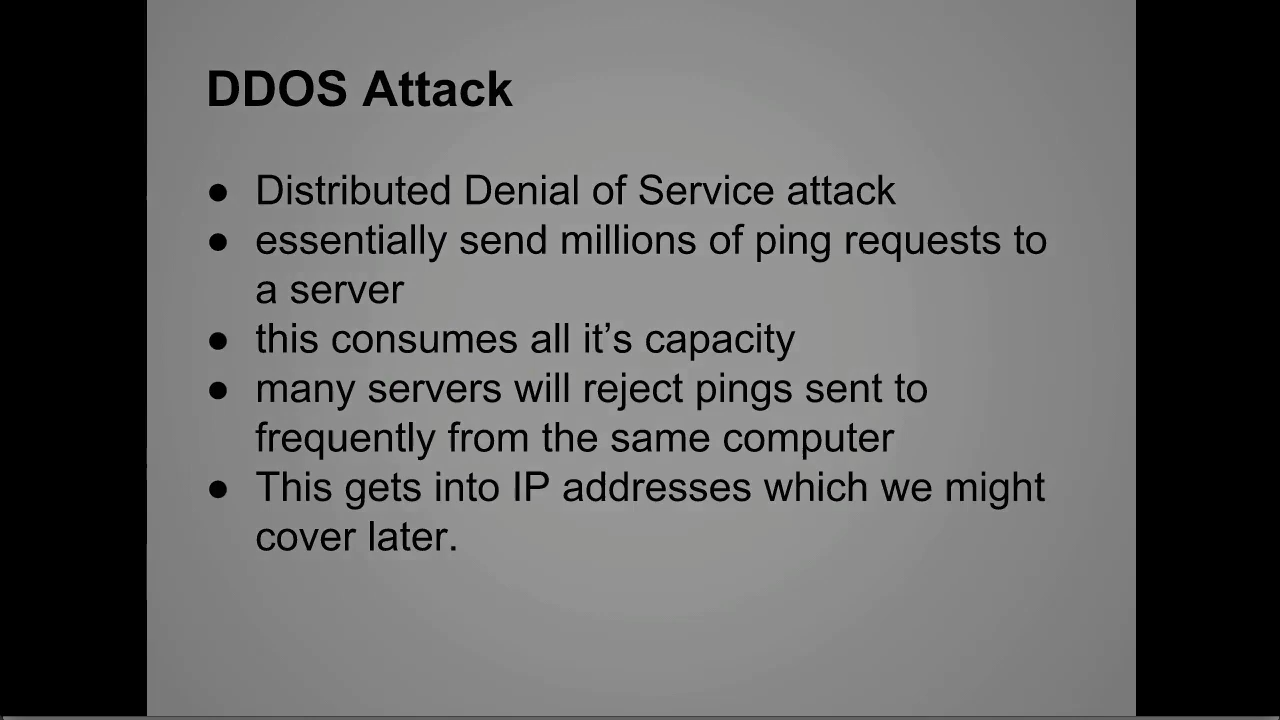 DDOS Attack
● Distributed Denial of Service attack
● essentially send millions of ping requests to
a server
● this consumes all it’s capacity
● many servers will reject pings sent to
frequently from the same computer
● This gets into IP addresses which we might
cover later.